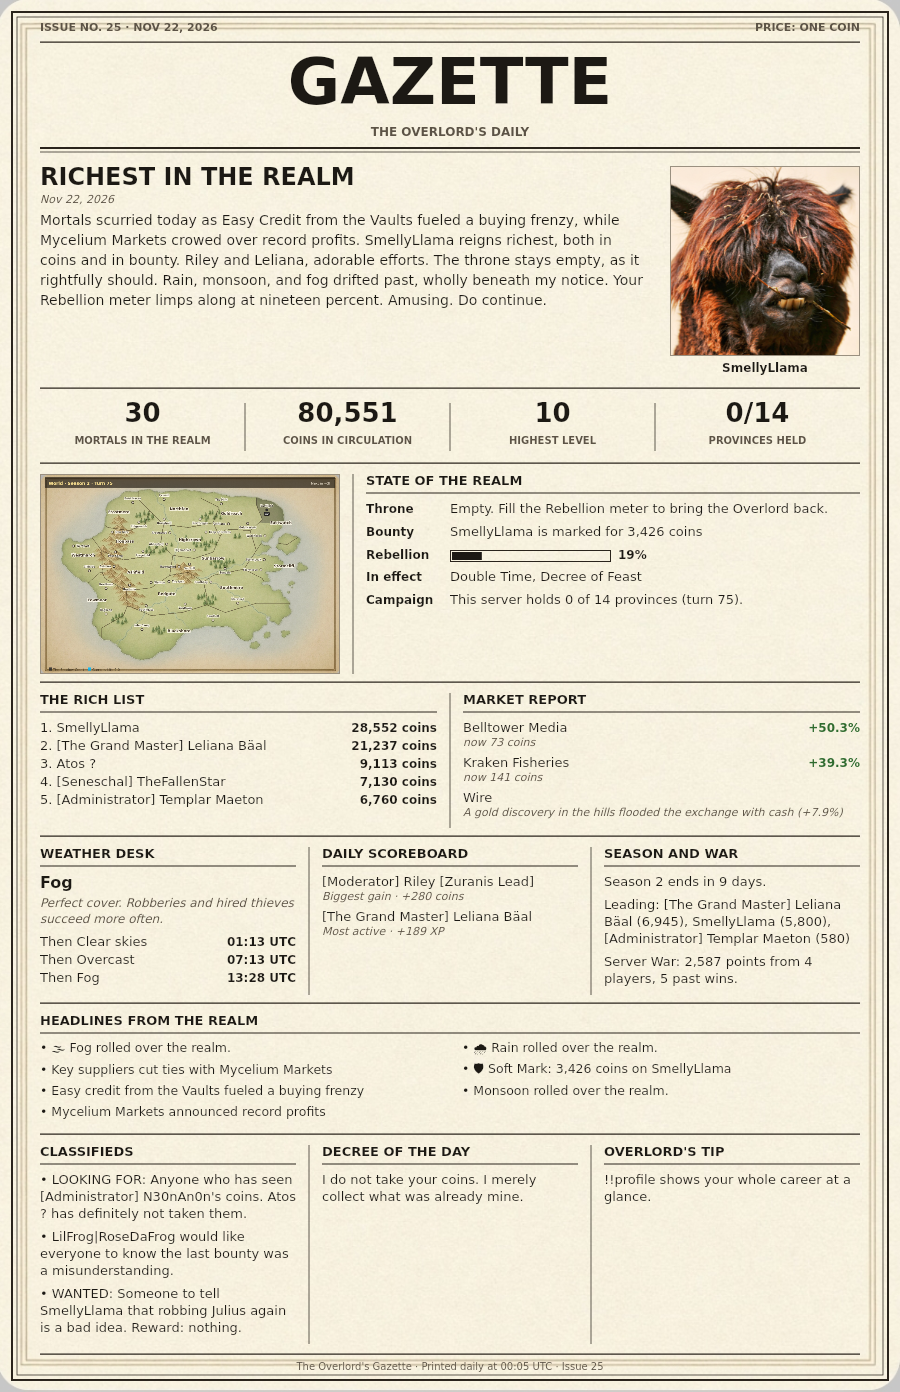 ISSUE NO. 25 · NOV 22, 2026
PRICE: ONE COIN
GAZETTE
THE OVERLORD'S DAILY
RICHEST IN THE REALM
Nov 22, 2026
Mortals scurried today as Easy Credit from the Vaults fueled a buying frenzy, while
Mycelium Markets crowed over record profits. SmellyLlama reigns richest, both in
coins and in bounty. Riley and Leliana, adorable efforts. The throne stays empty, as it
rightfully should. Rain, monsoon, and fog drifted past, wholly beneath my notice. Your
Rebellion meter limps along at nineteen percent. Amusing. Do continue.
SmellyLlama
30
MORTALS IN THE REALM
80,551
COINS IN CIRCULATION
10
HIGHEST LEVEL
0/14
PROVINCES HELD
World · Season 2 · Turn 75
STATE OF THE REALM
Throne Empty. Fill the Rebellion meter to bring the Overlord back.
Bounty SmellyLlama is marked for 3,426 coins
Rebellion 19%
In effect Double Time, Decree of Feast
Campaign This server holds 0 of 14 provinces (turn 75).
THE RICH LIST
1. SmellyLlama 28,552 coins
2. [The Grand Master] Leliana Bäal 21,237 coins
3. Atos ? 9,113 coins
4. [Seneschal] TheFallenStar 7,130 coins
5. [Administrator] Templar Maeton 6,760 coins
MARKET REPORT
Belltower Media +50.3%
now 73 coins
Kraken Fisheries +39.3%
now 141 coins
Wire
A gold discovery in the hills flooded the exchange with cash (+7.9%)
WEATHER DESK
Fog
Perfect cover. Robberies and hired thieves
succeed more often.
Then Clear skies 01:13 UTC
Then Overcast 07:13 UTC
Then Fog 13:28 UTC
DAILY SCOREBOARD
[Moderator] Riley [Zuranis Lead]
Biggest gain · +280 coins
[The Grand Master] Leliana Bäal
Most active · +189 XP
SEASON AND WAR
Season 2 ends in 9 days.
Leading: [The Grand Master] Leliana
Bäal (6,945), SmellyLlama (5,800),
[Administrator] Templar Maeton (580)
Server War: 2,587 points from 4
players, 5 past wins.
HEADLINES FROM THE REALM
• 🌫 Fog rolled over the realm.
• Key suppliers cut ties with Mycelium Markets
• Easy credit from the Vaults fueled a buying frenzy
• Mycelium Markets announced record profits
• 🌧 Rain rolled over the realm.
• 🛡 Soft Mark: 3,426 coins on SmellyLlama
• Monsoon rolled over the realm.
CLASSIFIEDS
• LOOKING FOR: Anyone who has seen
[Administrator] N30nAn0n's coins. Atos
? has definitely not taken them.
• LilFrog|RoseDaFrog would like
everyone to know the last bounty was
a misunderstanding.
• WANTED: Someone to tell
SmellyLlama that robbing Julius again
is a bad idea. Reward: nothing.
DECREE OF THE DAY
I do not take your coins. I merely
collect what was already mine.
OVERLORD'S TIP
!!profile shows your whole career at a
glance.
The Overlord's Gazette · Printed daily at 00:05 UTC · Issue 25